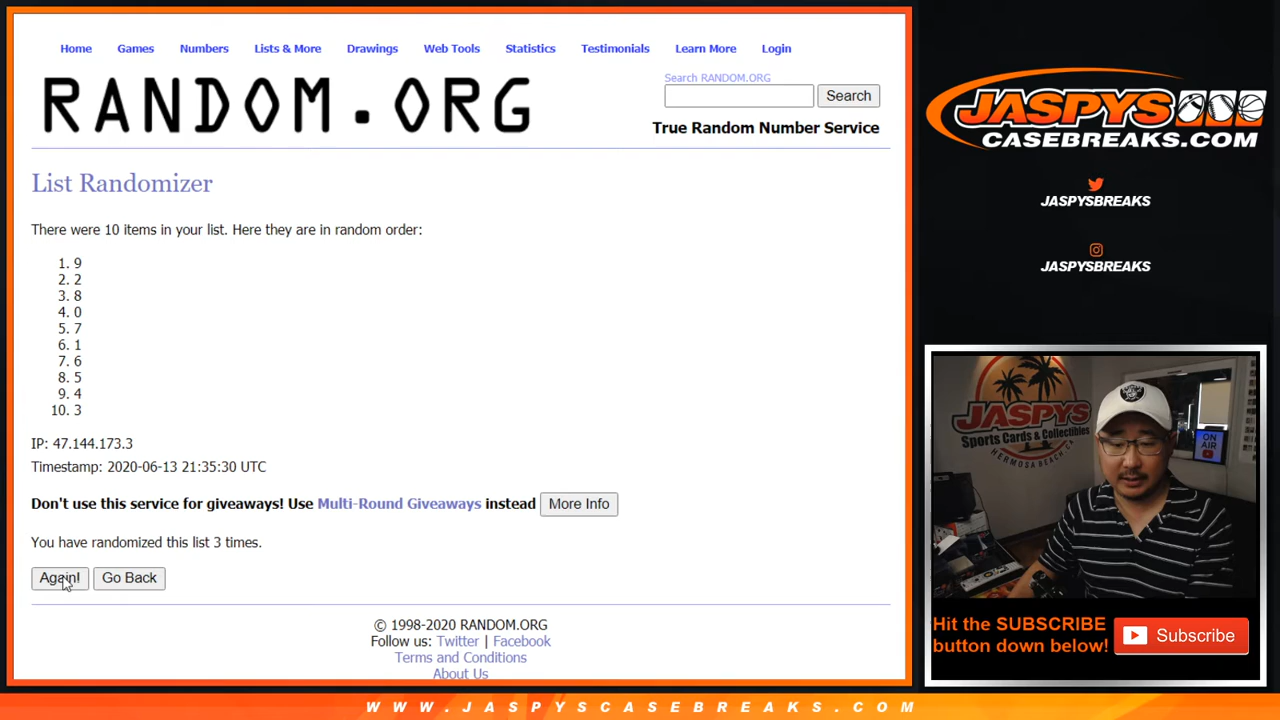 Home Games Numbers Lists & More Drawings Web Tools Statistics Testimonials Learn More Login
RANDOM.ORG
Search RANDOM.ORG
Search
True Random Number Service
List Randomizer
There were 10 items in your list. Here they are in random order:
1. 9
2. 2
3. 8
4. 0
5. 7
6. 1
7. 6
8. 5
9. 4
10. 3
IP: 47.144.173.3
Timestamp: 2020-06-13 21:35:30 UTC
Don't use this service for giveaways! Use Multi-Round Giveaways instead More Info
You have randomized this list 3 times.
Again! Go Back
© 1998-2020 RANDOM.ORG
Follow us: Twitter | Facebook
Terms and Conditions
About Us
JASPYS
CASEBREAKS.COM
JASPYSBREAKS
JASPYSBREAKS
JASPYS
Sports Cards & Collectibles
HERMOSA BEACH, CA
ON AIR
Hit the SUBSCRIBE
button down below!
Subscribe
WWW.JASPYSCASEBREAKS.COM